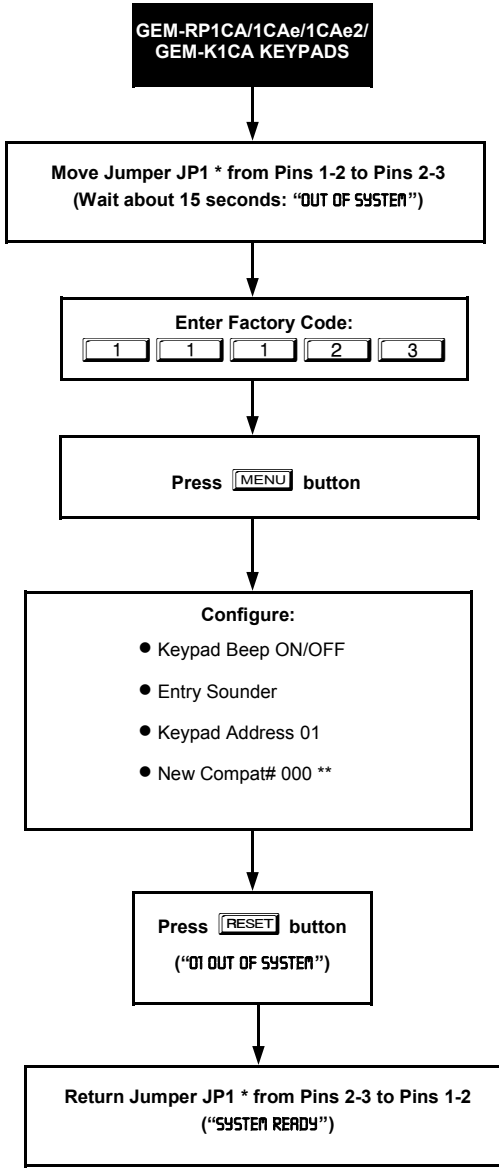 GEM-RP1CA/1CAe/1CAe2/
GEM-K1CA KEYPADS
Move Jumper JP1 * from Pins 1-2 to Pins 2-3
(Wait about 15 seconds: “OUT OF SYSTEM”)
Enter Factory Code:
1 1 1 2 3
Press MENU button
Configure:
● Keypad Beep ON/OFF
● Entry Sounder
● Keypad Address 01
● New Compat# 000 **
Press RESET button
(“01 OUT OF SYSTEM”)
Return Jumper JP1 * from Pins 2-3 to Pins 1-2
(“SYSTEM READY”)